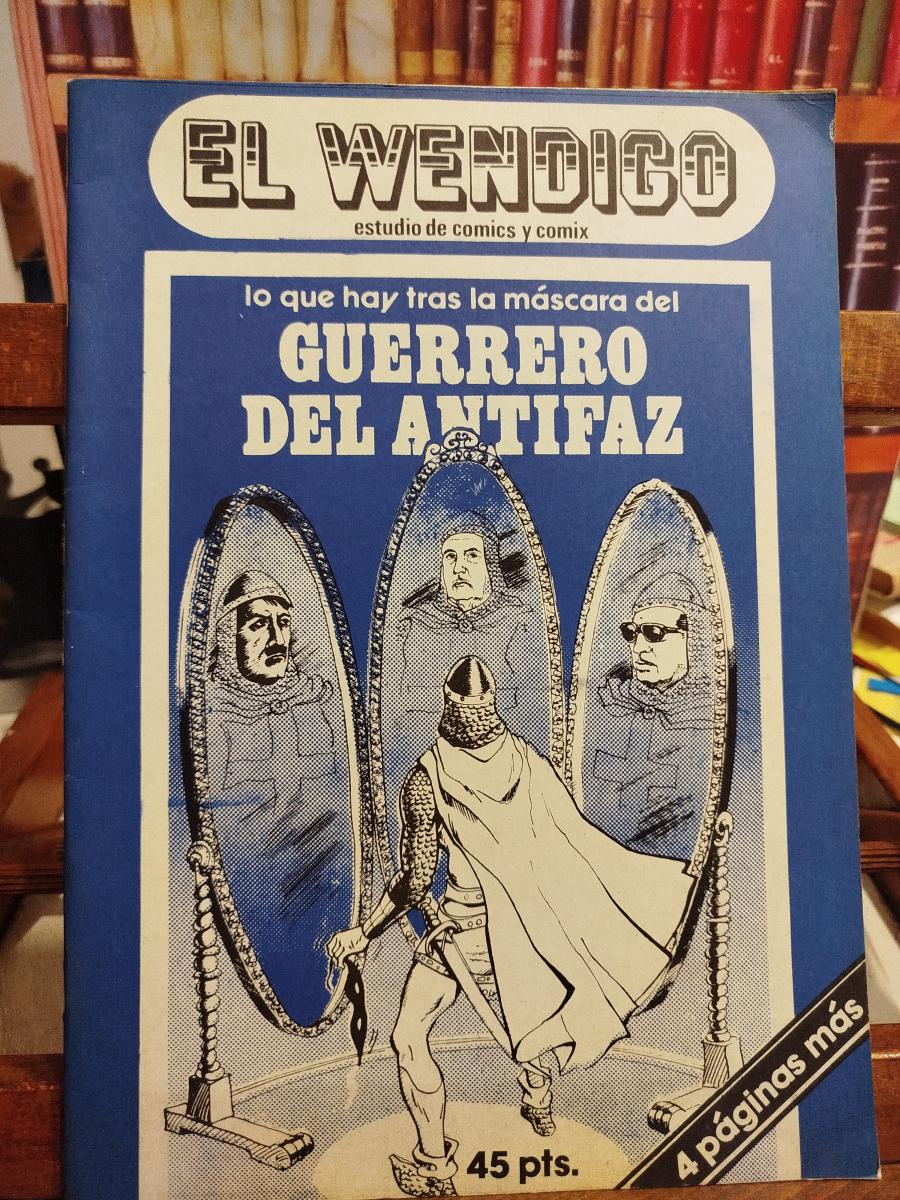 EL WENDIGO
estudio de comics y comix
lo que hay tras la máscara del
GUERRERO
DEL ANTIFAZ
45 pts.
4 páginas más